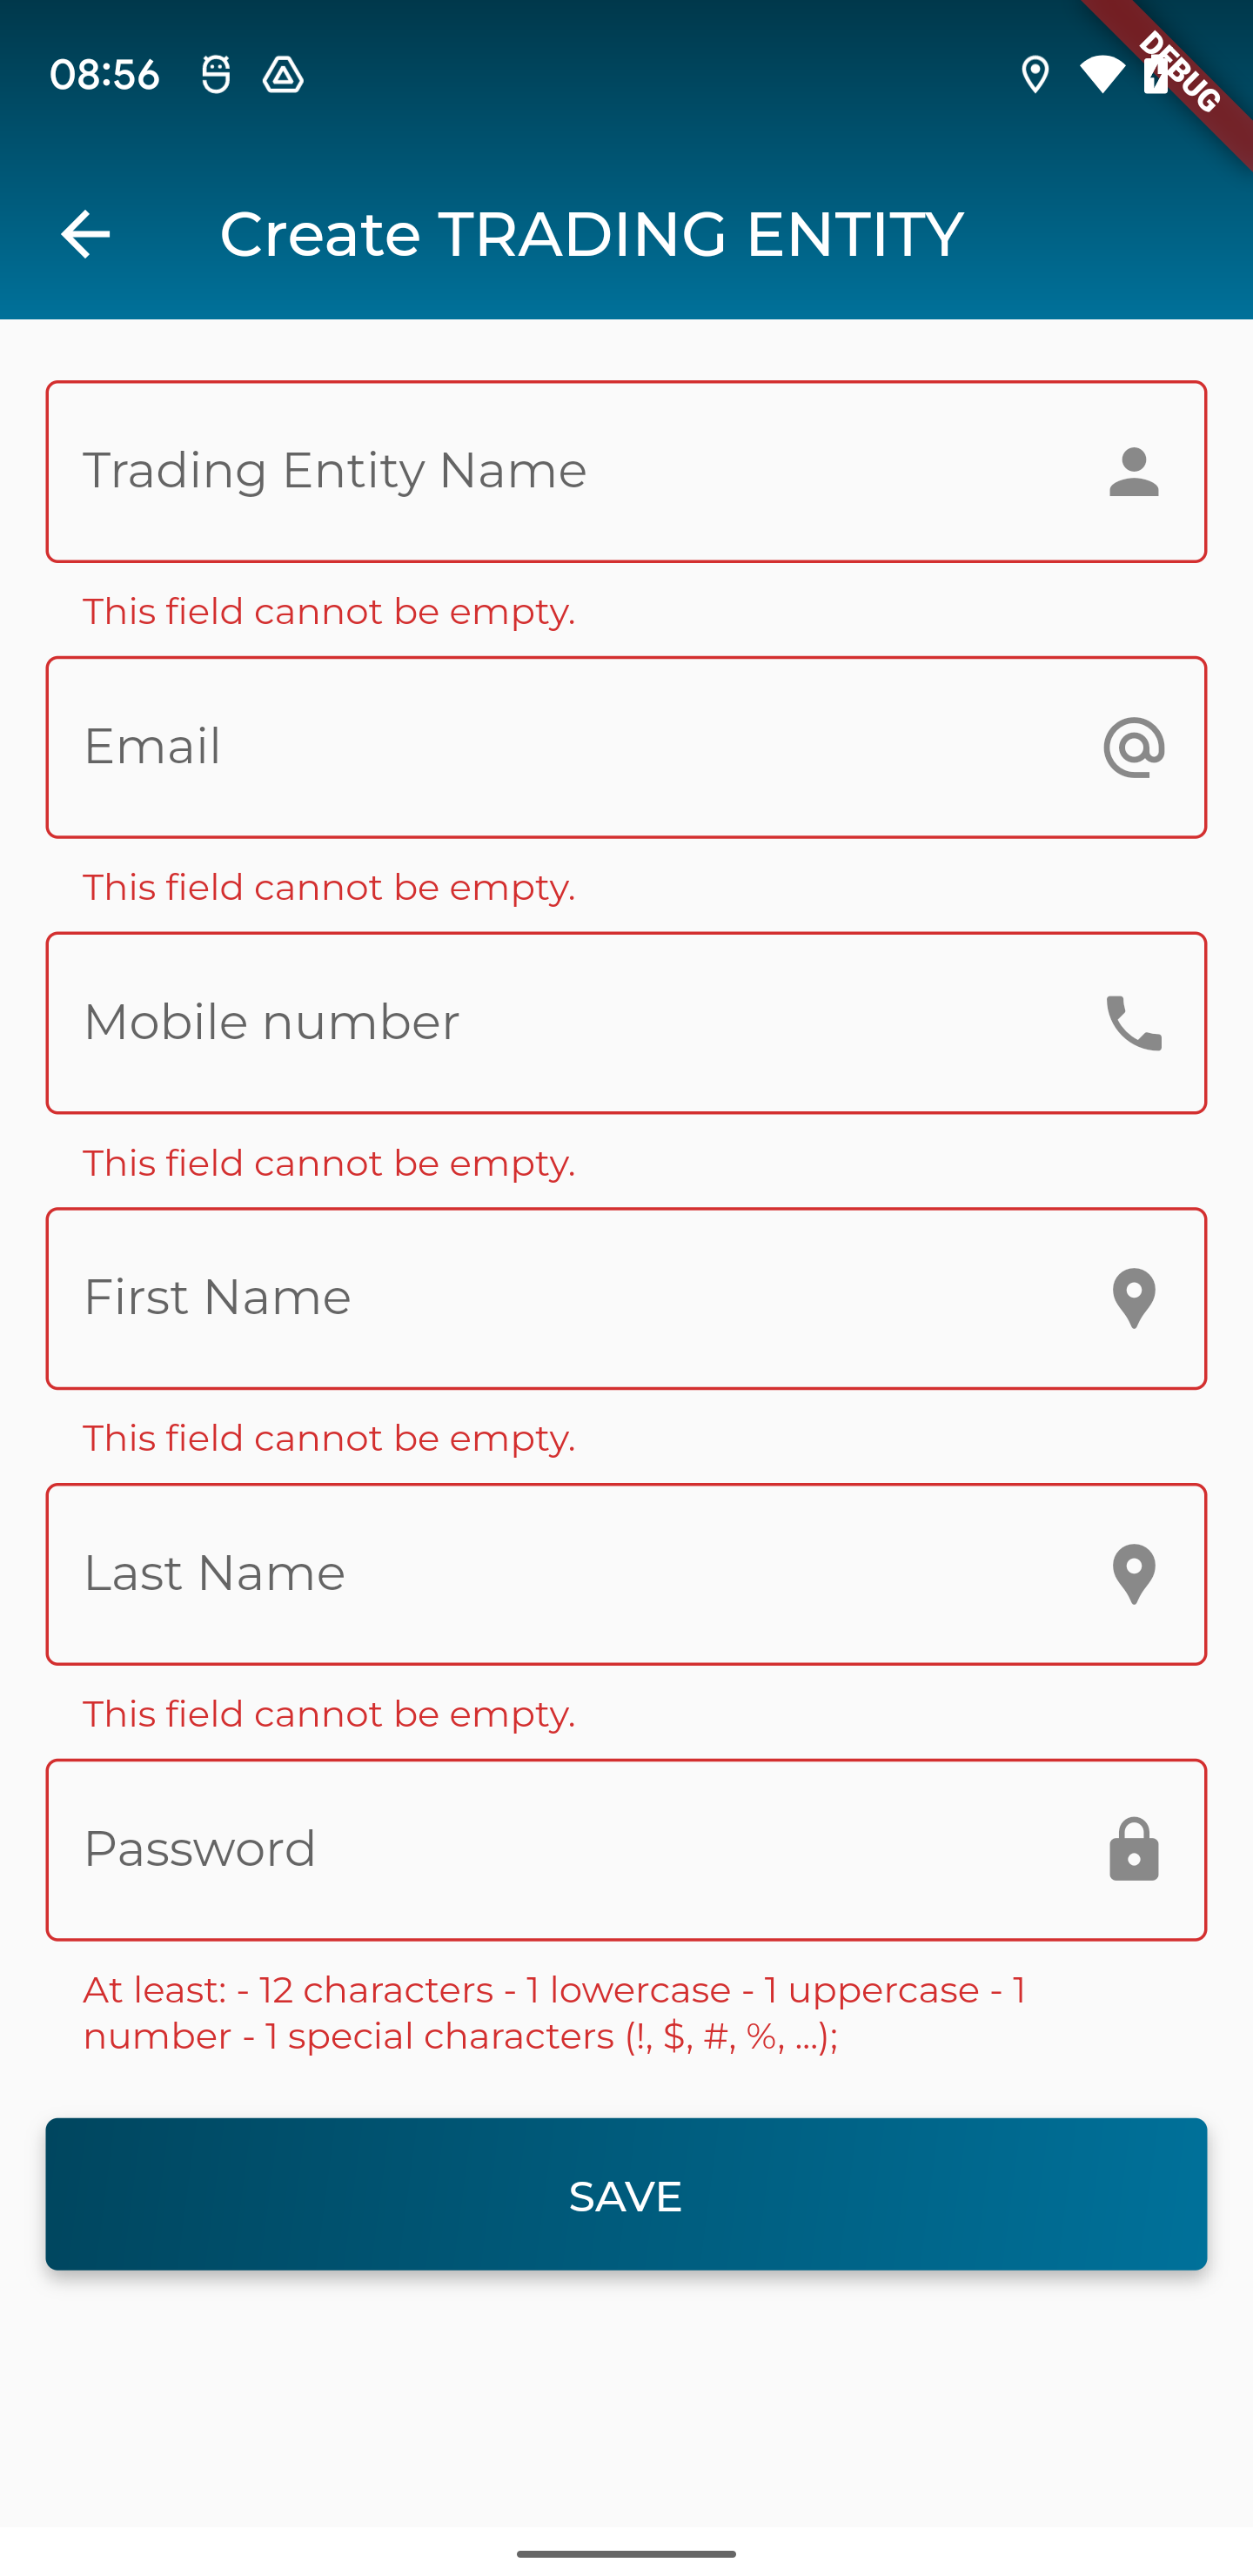 08:56
DEBUG
Create TRADING ENTITY
Trading Entity Name
This field cannot be empty.
Email
This field cannot be empty.
Mobile number
This field cannot be empty.
First Name
This field cannot be empty.
Last Name
This field cannot be empty.
Password
At least: - 12 characters - 1 lowercase - 1 uppercase - 1
number - 1 special characters (!, $, #, %, ...);
SAVE